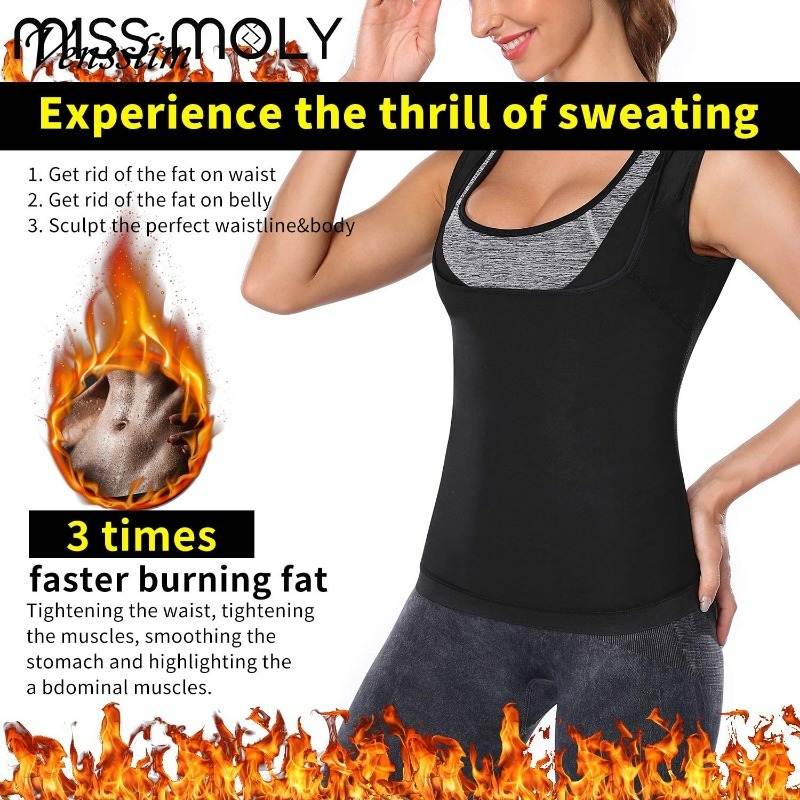 MISS MOLY
Vensslim
Experience the thrill of sweating
1. Get rid of the fat on waist
2. Get rid of the fat on belly
3. Sculpt the perfect waistline&body
3 times
faster burning fat
Tightening the waist, tightening
the muscles, smoothing the
stomach and highlighting the
a bdominal muscles.